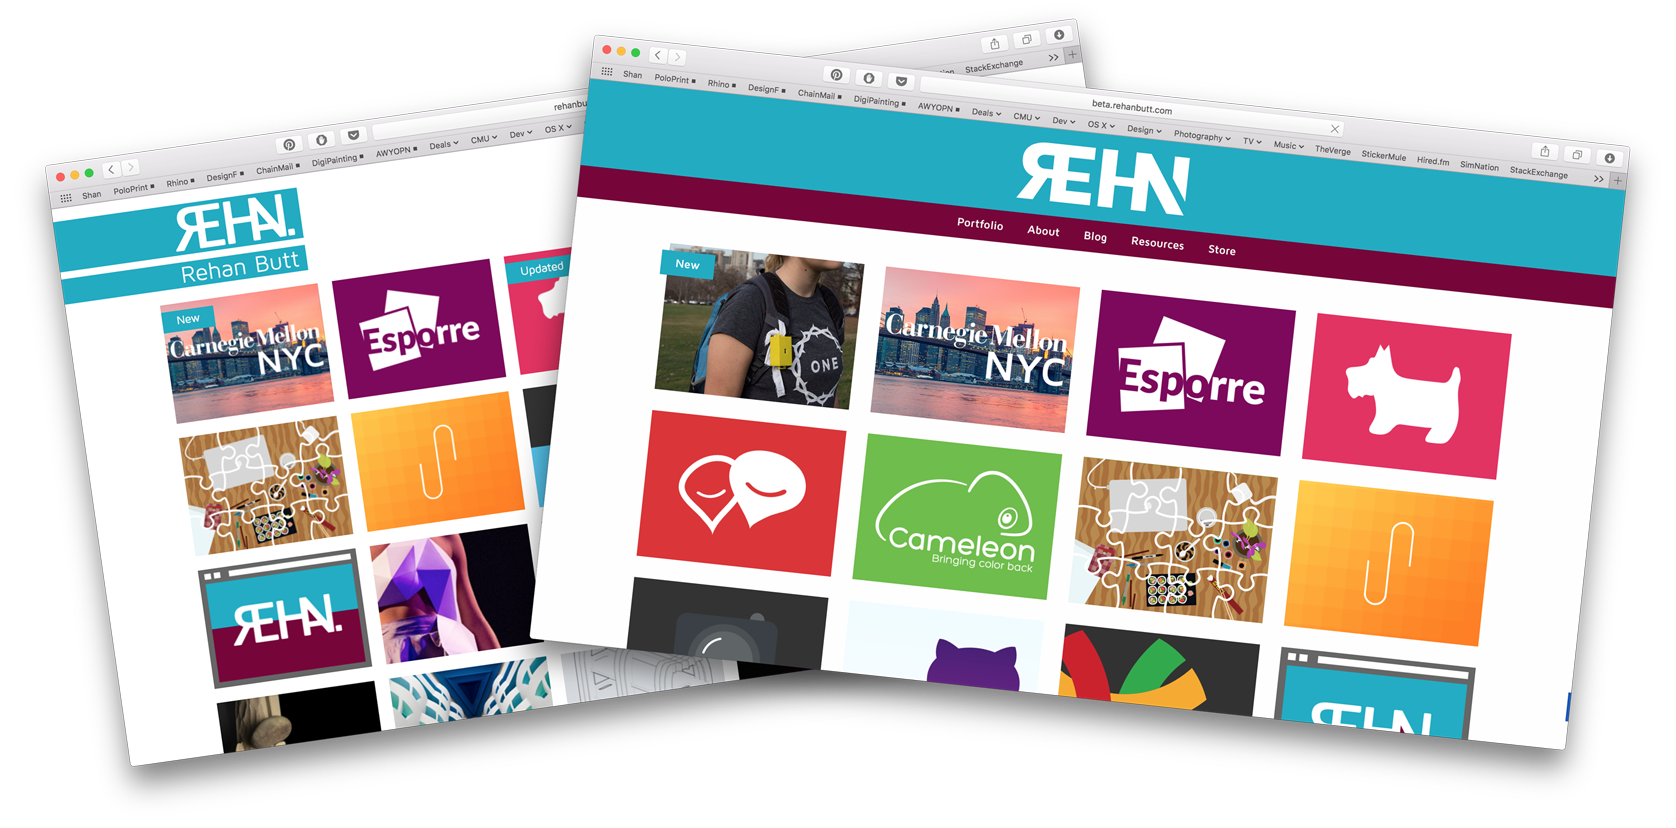 rehanbu
Shan PoloPrint Rhino DesignF ChainMail DigiPainting AWYOPN Deals CMU Dev OS X
StackExchange
REHN.
Rehan Butt
New
Carnegie Mellon
NYC
Esporre
Updated
REHN.
beta.rehanbutt.com
Shan PoloPrint Rhino DesignF ChainMail DigiPainting AWYOPN Deals CMU Dev OS X Design Photography TV Music TheVerge StickerMule Hired.fm SimNation StackExchange
REHN
Portfolio About Blog Resources Store
New
ONE
Carnegie Mellon
NYC
Esporre
Cameleon
Bringing color back
REHN